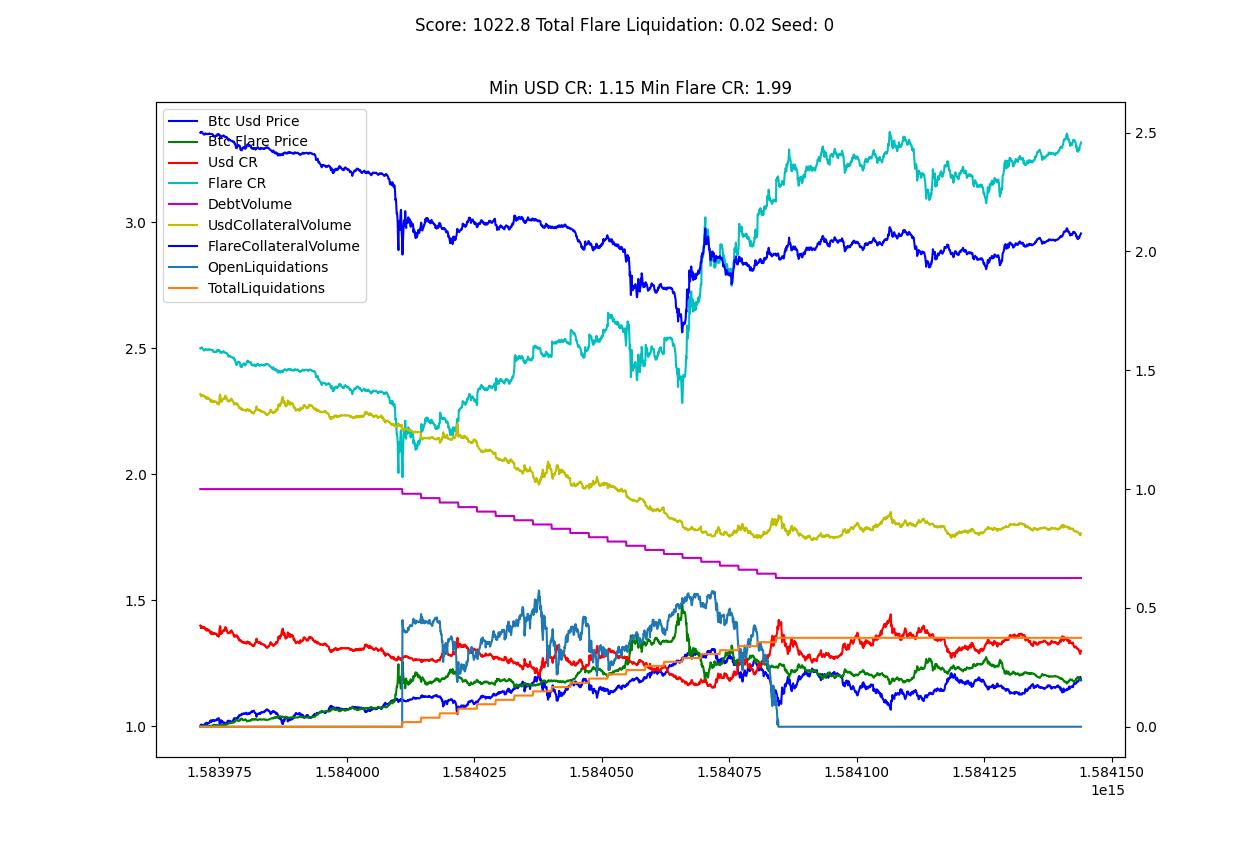 Score: 1022.8 Total Flare Liquidation: 0.02 Seed: 0
Min USD CR: 1.15 Min Flare CR: 1.99
Btc Usd Price
Btc Flare Price
Usd CR
Flare CR
DebtVolume
UsdCollateralVolume
FlareCollateralVolume
OpenLiquidations
TotalLiquidations
3.0
2.5
2.0
1.5
1.0
2.5
2.0
1.5
1.0
0.5
0.0
1.583975 1.584000 1.584025 1.584050 1.584075 1.584100 1.584125 1.584150
1e15